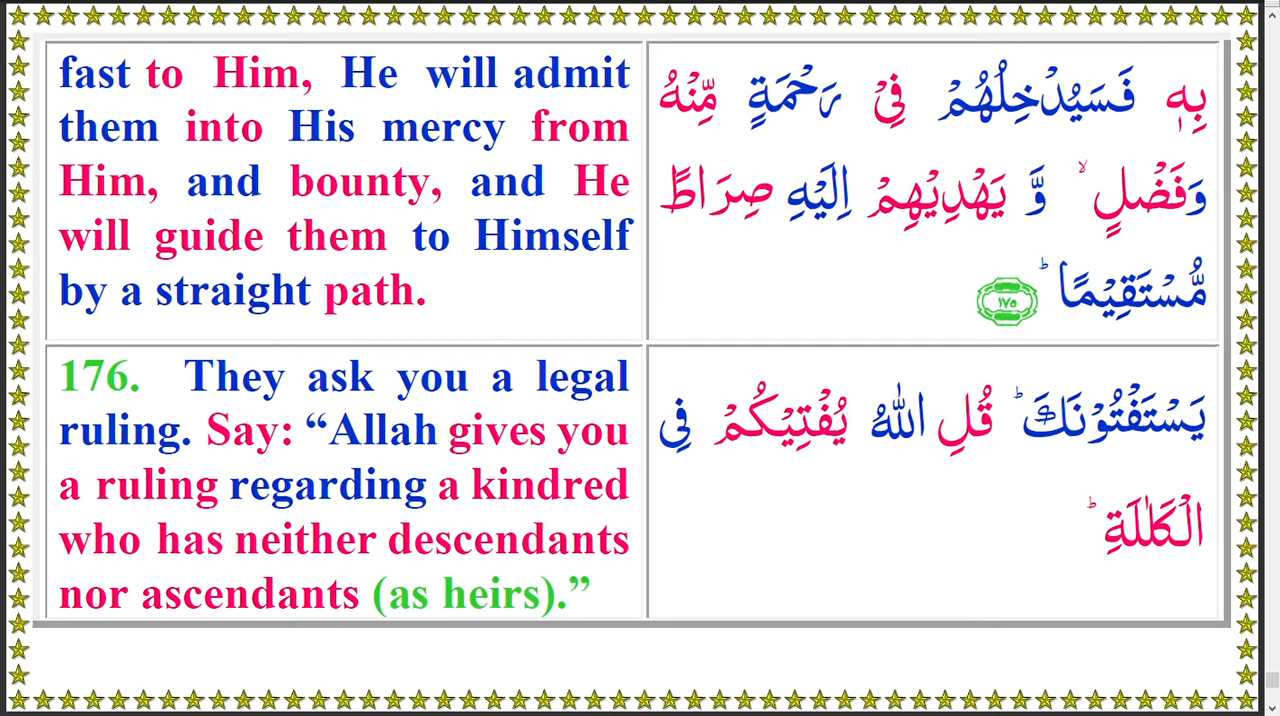 fast to Him, He will admit
them into His mercy from
Him, and bounty, and He
will guide them to Himself
by a straight path.
بِهٖ فَسَيُدْخِلُهُمْ فِيْ رَحْمَةٍ مِّنْهُ
وَفَضْلٍ ۙ وَّ يَهْدِيْهِمْ اِلَيْهِ صِرَاطًا
مُّسْتَقِيْمًا ؕ ١٧٥
176. They ask you a legal
ruling. Say: “Allah gives you
a ruling regarding a kindred
who has neither descendants
nor ascendants (as heirs).”
يَسْتَفْتُوْنَكَ ؕ قُلِ اللّٰهُ يُفْتِيْكُمْ فِى
الْكَلٰلَةِ ؕ